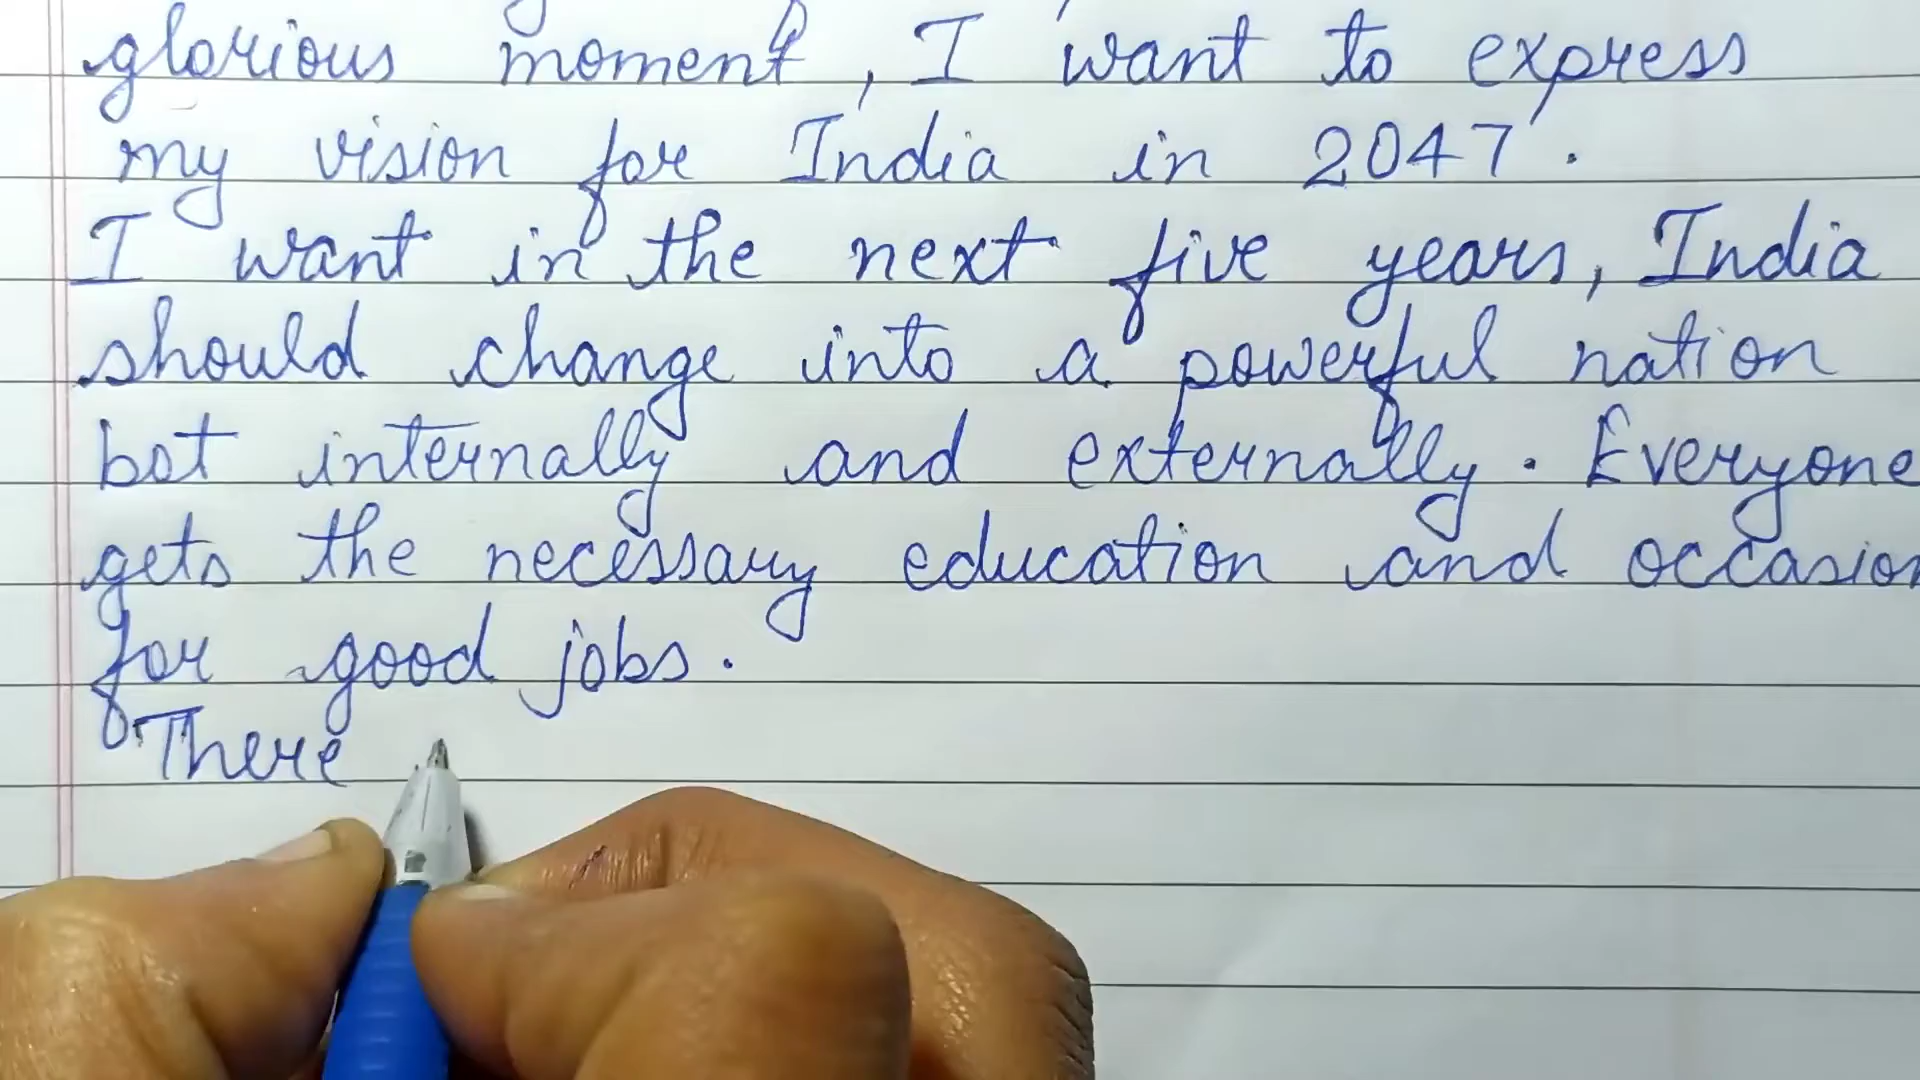 glorious moment, I want to express
my vision for India in 2047.
I want in the next five years, India
should change into a powerful nation
bot internally and externally. Everyone
gets the necessary education and occasion
for good jobs.
There